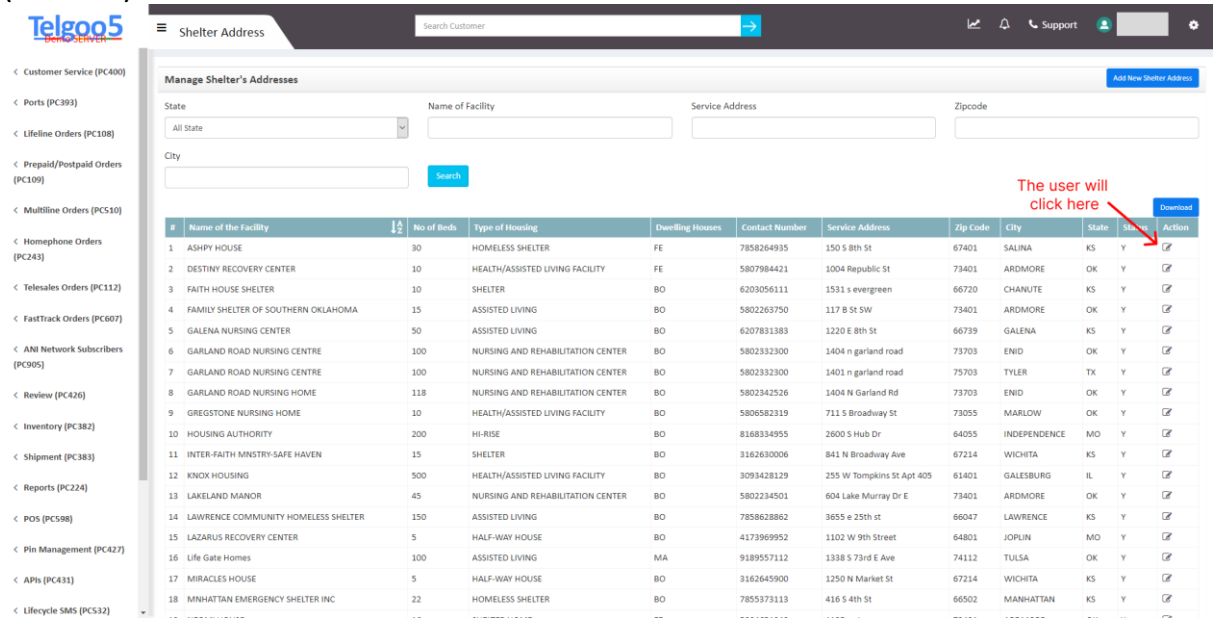 Telgoo5
Demo SERVER
Shelter Address
Search Customer
Support
Customer Service (PC400)
Ports (PC393)
Lifeline Orders (PC108)
Prepaid/Postpaid Orders
(PC109)
Multiline Orders (PC510)
Homephone Orders
(PC243)
Telesales Orders (PC112)
FastTrack Orders (PC607)
ANI Network Subscribers
(PC905)
Review (PC426)
Inventory (PC382)
Shipment (PC383)
Reports (PC224)
POS (PC598)
Pin Management (PC427)
APIs (PC431)
Lifecycle SMS (PC532)
Manage Shelter's Addresses
Add New Shelter Address
State Name of Facility Service Address Zipcode
All State
City
Search
The user will
click here
Download
# Name of the Facility No of Beds Type of Housing Dwelling Houses Contact Number Service Address Zip Code City State Status Action
1 ASHPY HOUSE 30 HOMELESS SHELTER FE 7858264935 150 S 8th St 67401 SALINA KS Y
2 DESTINY RECOVERY CENTER 10 HEALTH/ASSISTED LIVING FACILITY FE 5807984421 1004 Republic St 73401 ARDMORE OK Y
3 FAITH HOUSE SHELTER 10 SHELTER BO 6203056111 1531 s evergreen 66720 CHANUTE KS Y
4 FAMILY SHELTER OF SOUTHERN OKLAHOMA 15 ASSISTED LIVING BO 5802263750 117 B St SW 73401 ARDMORE OK Y
5 GALENA NURSING CENTER 50 ASSISTED LIVING BO 6207831383 1220 E 8th St 66739 GALENA KS Y
6 GARLAND ROAD NURSING CENTRE 100 NURSING AND REHABILITATION CENTER BO 5802332300 1404 n garland road 73703 ENID OK Y
7 GARLAND ROAD NURSING CENTRE 100 NURSING AND REHABILITATION CENTER BO 5802332300 1401 n garland road 75703 TYLER TX Y
8 GARLAND ROAD NURSING HOME 118 NURSING AND REHABILITATION CENTER BO 5802342526 1404 N Garland Rd 73703 ENID OK Y
9 GREGSTONE NURSING HOME 10 HEALTH/ASSISTED LIVING FACILITY BO 5806582319 711 S Broadway St 73055 MARLOW OK Y
10 HOUSING AUTHORITY 200 HI-RISE BO 8168334955 2600 S Hub Dr 64055 INDEPENDENCE MO Y
11 INTER-FAITH MNSTRY-SAFE HAVEN 15 SHELTER BO 3162630006 841 N Broadway Ave 67214 WICHITA KS Y
12 KNOX HOUSING 500 HEALTH/ASSISTED LIVING FACILITY BO 3093428129 255 W Tompkins St Apt 405 61401 GALESBURG IL Y
13 LAKELAND MANOR 45 NURSING AND REHABILITATION CENTER BO 5802234501 604 Lake Murray Dr E 73401 ARDMORE OK Y
14 LAWRENCE COMMUNITY HOMELESS SHELTER 150 ASSISTED LIVING BO 7858628862 3655 e 25th st 66047 LAWRENCE KS Y
15 LAZARUS RECOVERY CENTER 5 HALF-WAY HOUSE BO 4173969952 1102 W 9th Street 64801 JOPLIN MO Y
16 Life Gate Homes 100 ASSISTED LIVING MA 9189557112 1338 S 73rd E Ave 74112 TULSA OK Y
17 MIRACLES HOUSE 5 HALF-WAY HOUSE BO 3162645900 1250 N Market St 67214 WICHITA KS Y
18 MNHATTAN EMERGENCY SHELTER INC 22 HOMELESS SHELTER BO 7855373113 416 S 4th St 66502 MANHATTAN KS Y